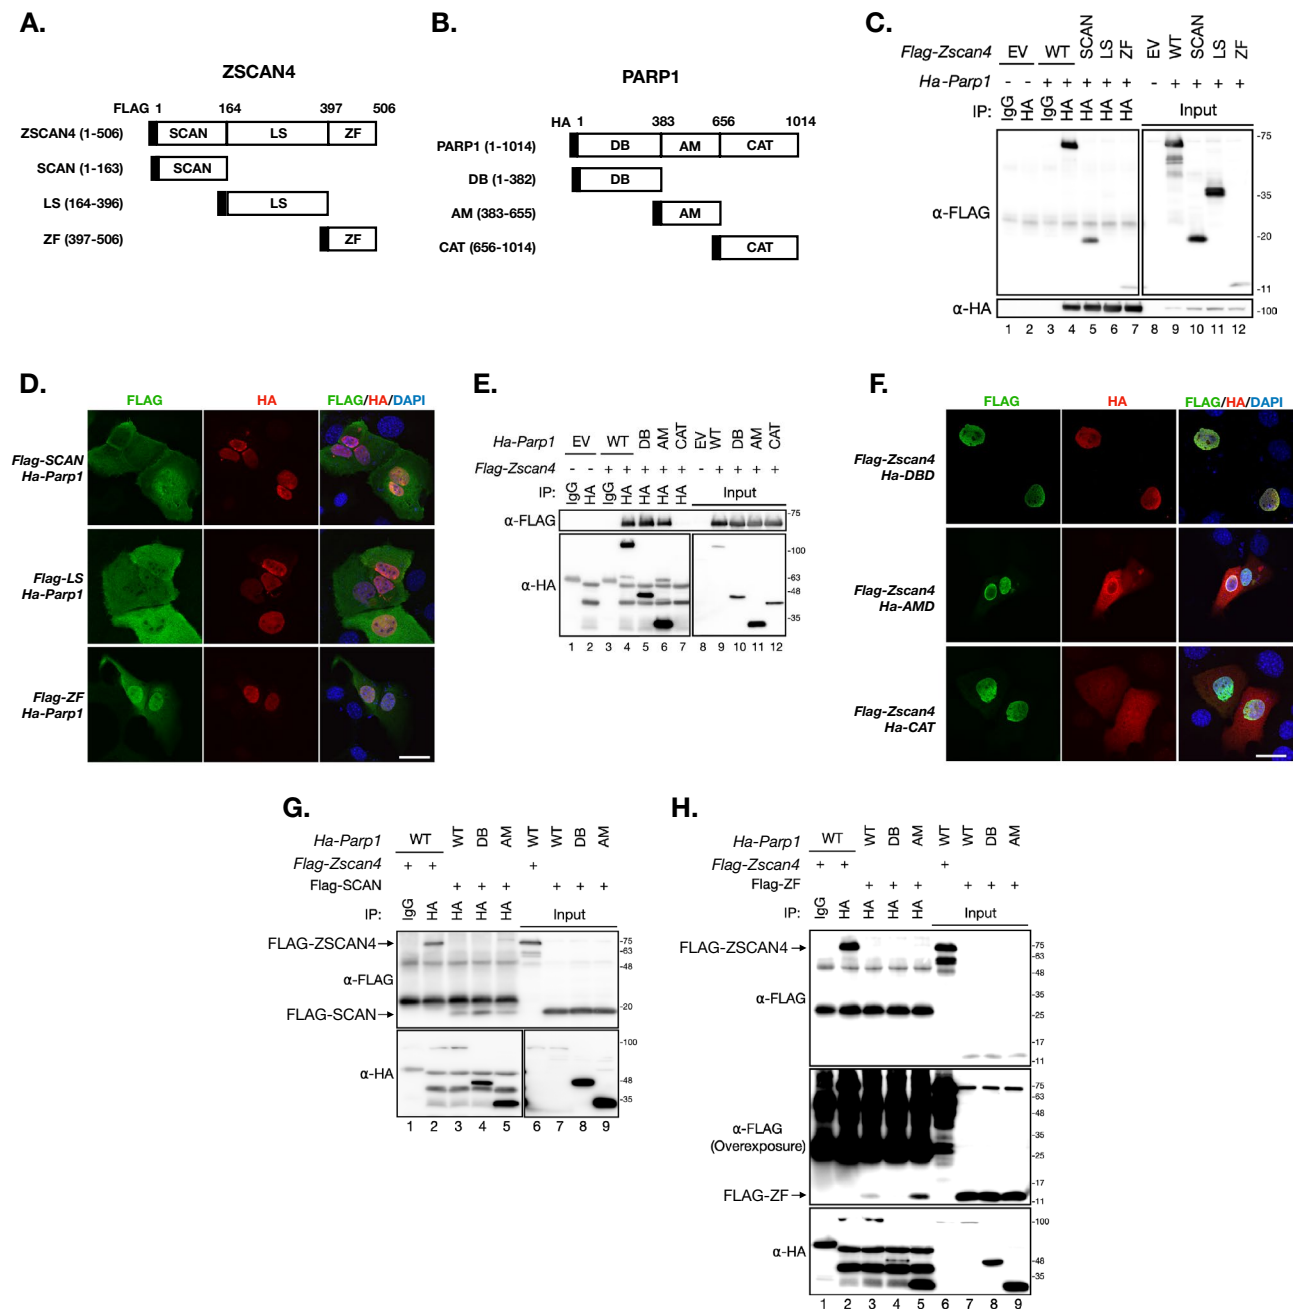 A.
ZSCAN4
FLAG 1 164 397 506
ZSCAN4 (1-506) SCAN LS ZF
SCAN (1-163) SCAN
LS (164-396) LS
ZF (397-506) ZF
B.
PARP1
HA 1 383 656 1014
PARP1 (1-1014) DB AM CAT
DB (1-382) DB
AM (383-655) AM
CAT (656-1014) CAT
C.
Flag-Zscan4 EV WT SCAN LS ZF EV WT SCAN LS ZF
Ha-Parp1 - - + + + + + - + + + +
IP: IgG HA IgG HA HA HA HA Input
α-FLAG
-75
-35
-20
-11
α-HA -100
1 2 3 4 5 6 7 8 9 10 11 12
D.
FLAG HA FLAG/HA/DAPI
Flag-SCAN
Ha-Parp1
Flag-LS
Ha-Parp1
Flag-ZF
Ha-Parp1
E.
Ha-Parp1 EV WT DB AM CAT EV WT DB AM CAT
Flag-Zscan4 - - + + + + + - + + + +
IP: IgG HA IgG HA HA HA HA Input
α-FLAG -75
α-HA
-100
-63
-48
-35
1 2 3 4 5 6 7 8 9 10 11 12
F.
FLAG HA FLAG/HA/DAPI
Flag-Zscan4
Ha-DBD
Flag-Zscan4
Ha-AMD
Flag-Zscan4
Ha-CAT
G.
Ha-Parp1 WT WT DB AM WT WT DB AM
Flag-Zscan4 + + +
Flag-SCAN + + + + + +
IP: IgG HA HA HA HA Input
FLAG-ZSCAN4 -75
-63
-48
α-FLAG
-20
FLAG-SCAN
-100
α-HA
-48
-35
1 2 3 4 5 6 7 8 9
H.
Ha-Parp1 WT WT DB AM WT WT DB AM
Flag-Zscan4 + + +
Flag-ZF + + + + + +
IP: IgG HA HA HA HA Input
FLAG-ZSCAN4 -75
-63
-48
α-FLAG
-35
-25
-17
-11
-75
-63
-48
α-FLAG
(Overexposure)
-35
-25
-17
FLAG-ZF -11
-100
α-HA
-48
-35
1 2 3 4 5 6 7 8 9